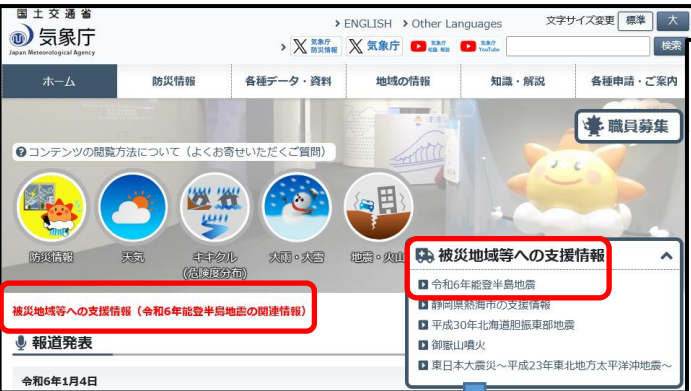 国土交通省
気象庁
Japan Meteorological Agency
ENGLISH Other Languages
文字サイズ変更 標準 大
気象庁 防災情報
気象庁
気象庁
気象庁 YouTube
検索
ホーム 防災情報 各種データ・資料 地域の情報 知識・解説 各種申請・ご案内
職員募集
コンテンツの閲覧方法について（よくお寄せいただくご質問）
防災情報 天気 キキクル 大雨・大雪 地震・火山
(危険度分布)
被災地域等への支援情報
令和6年能登半島地震
静岡県熱海市の支援情報
平成30年北海道胆振東部地震
御嶽山噴火
東日本大震災～平成23年東北地方太平洋沖地震～
被災地域等への支援情報（令和6年能登半島地震の関連情報）
報道発表
令和6年1月4日